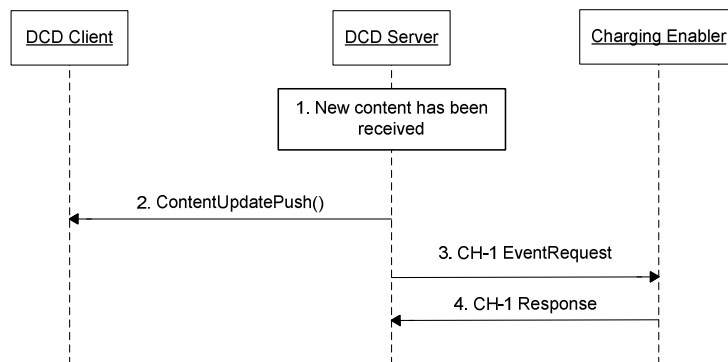 DCD Client
DCD Server
Charging Enabler
1. New content has been
received
2. ContentUpdatePush()
3. CH-1 EventRequest
4. CH-1 Response